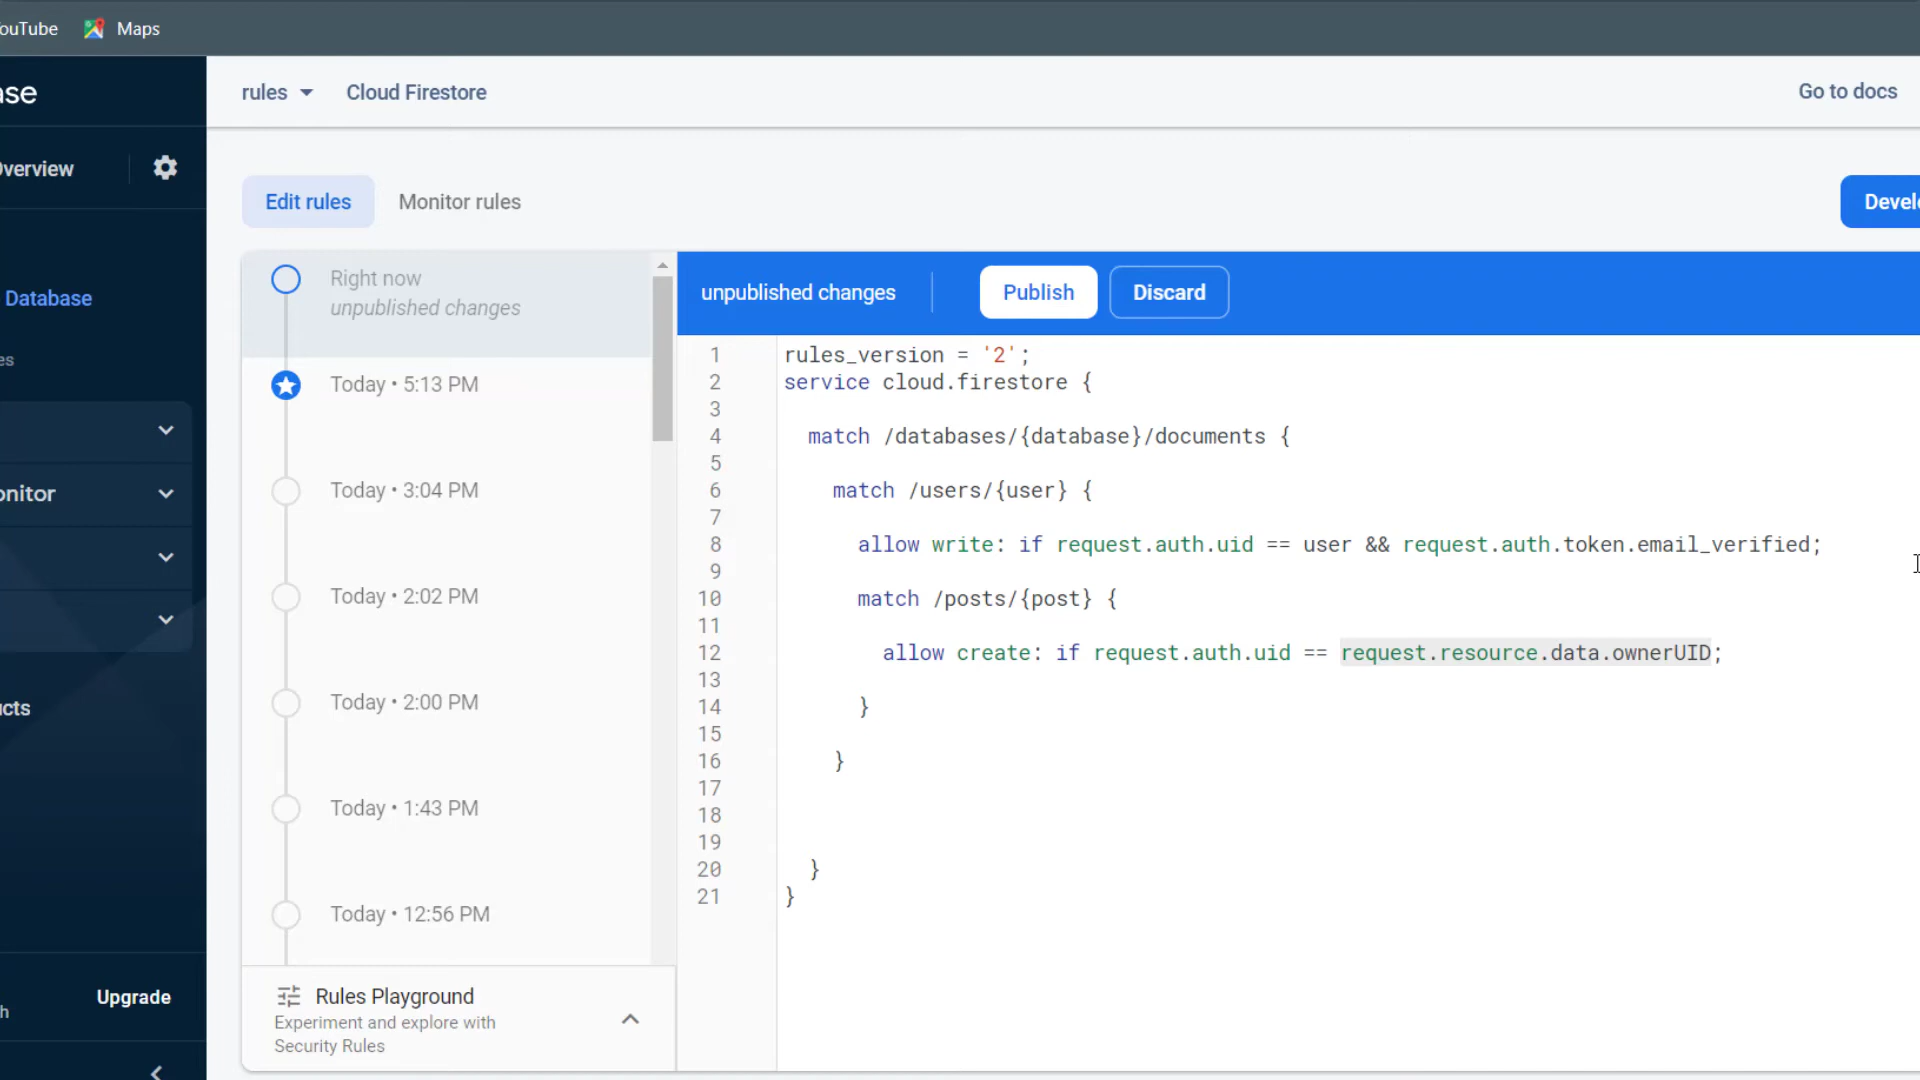 ouTube Maps
ase
rules Cloud Firestore Go to docs
verview
Edit rules Monitor rules Devel
Database
es
onitor
ucts
Upgrade
h
Right now
unpublished changes
Today • 5:13 PM
Today • 3:04 PM
Today • 2:02 PM
Today • 2:00 PM
Today • 1:43 PM
Today • 12:56 PM
Rules Playground
Experiment and explore with
Security Rules
unpublished changes Publish Discard
1 rules_version = '2';
2 service cloud.firestore {
3
4 match /databases/{database}/documents {
5
6 match /users/{user} {
7
8 allow write: if request.auth.uid == user && request.auth.token.email_verified;
9
10 match /posts/{post} {
11
12 allow create: if request.auth.uid == request.resource.data.ownerUID;
13
14 }
15
16 }
17
18
19
20 }
21 }